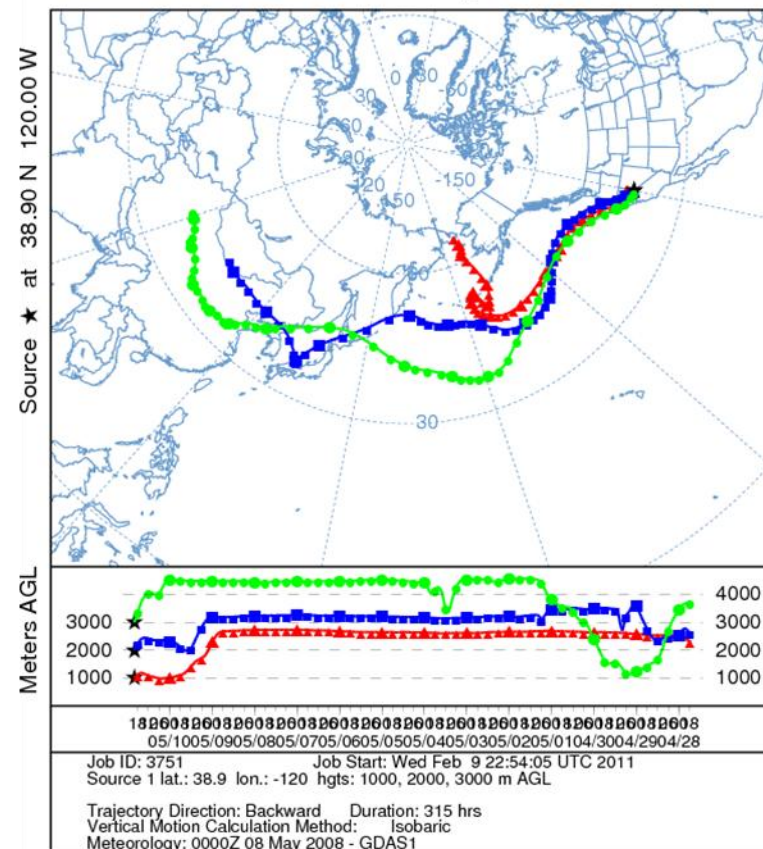 Source ★ at 38.90 N 120.00 W
0
30
30
60
60
90
120
-150
-150
30
Meters AGL
3000
2000
1000
4000
3000
2000
1000
05/10 05/09 05/08 05/07 05/06 05/05 05/04 05/03 05/02 05/01 04/30 04/29 04/28
Job ID: 3751 Job Start: Wed Feb 9 22:54:05 UTC 2011
Source 1 lat.: 38.9 lon.: -120 hgts: 1000, 2000, 3000 m AGL
Trajectory Direction: Backward Duration: 315 hrs
Vertical Motion Calculation Method: Isobaric
Meteorology: 0000Z 08 May 2008 - GDAS1